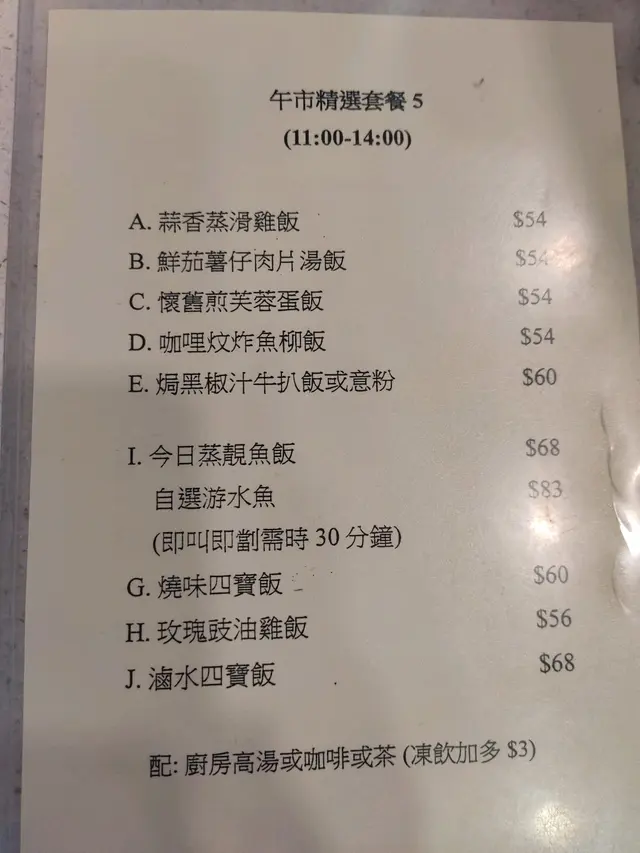 午市精選套餐 5
(11:00-14:00)
A. 蒜香蒸滑雞飯 $54
B. 鮮茄薯仔肉片湯飯 $54
C. 懷舊煎芙蓉蛋飯 $54
D. 咖哩炆炸魚柳飯 $54
E. 焗黑椒汁牛扒飯或意粉 $60
I. 今日蒸靚魚飯 $68
自選游水魚 $83
(即叫即劏需時 30 分鐘)
G. 燒味四寶飯 $60
H. 玫瑰豉油雞飯 $56
J. 滷水四寶飯 $68
配: 廚房高湯或咖啡或茶 (凍飲加多 $3)